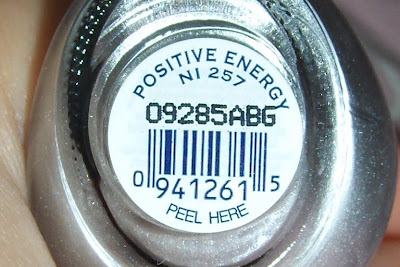 POSITIVE ENERGY
NI 257
09285ABG
0 941261 5
PEEL HERE